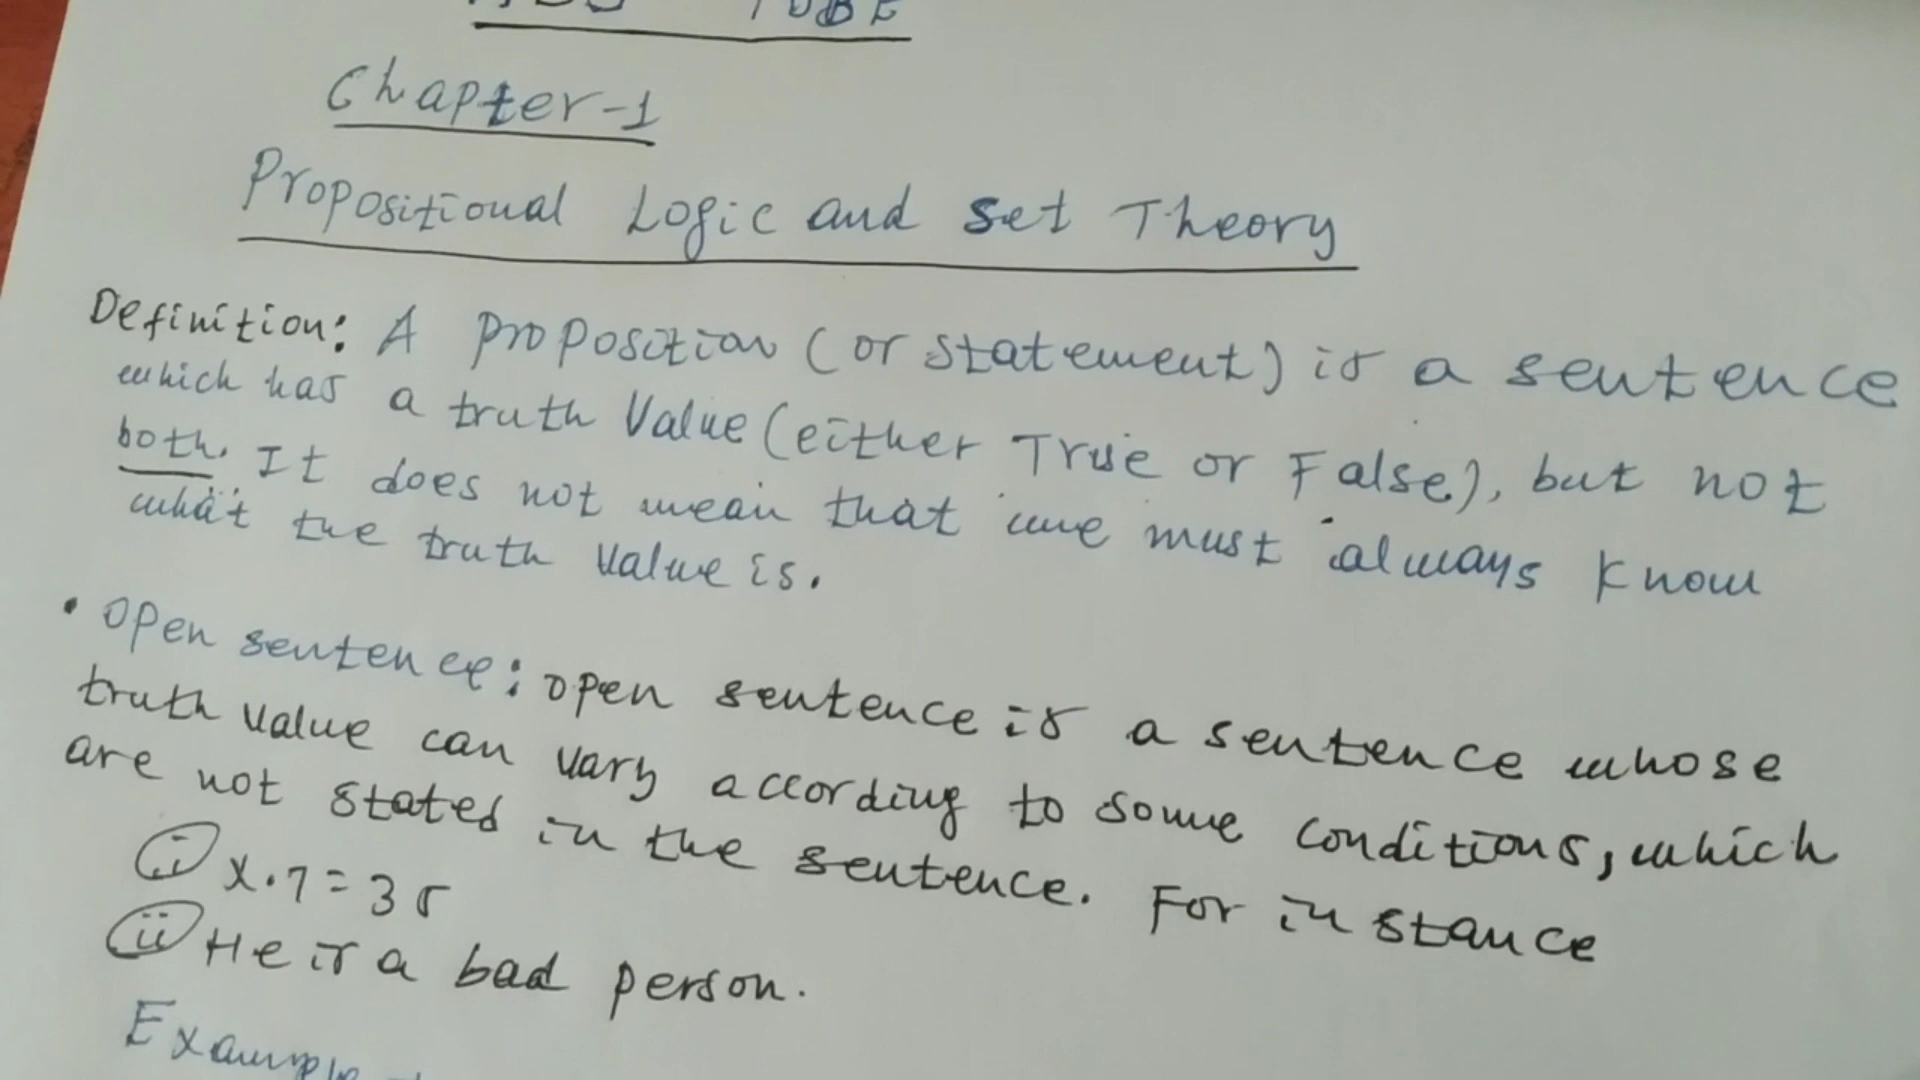 TUBE
Chapter-1
Propositional Logic and set Theory
Definition: A proposition (or statement) is a sentence
which has a truth value (either True or False), but not
both. It does not mean that one must always know
what the truth value is.
• open sentence: open sentence is a sentence whose
truth value can vary according to some conditions, which
are not stated in the sentence. For instance
(i) x.7=35
(ii) He is a bad person.
Example